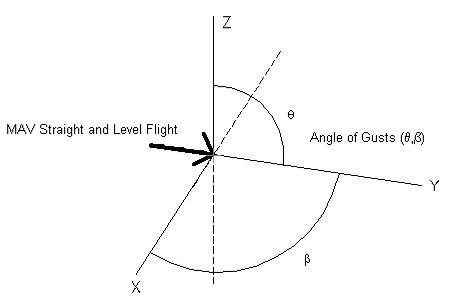 Z
θ
MAV Straight and Level Flight
Angle of Gusts (θ,β)
Y
β
X